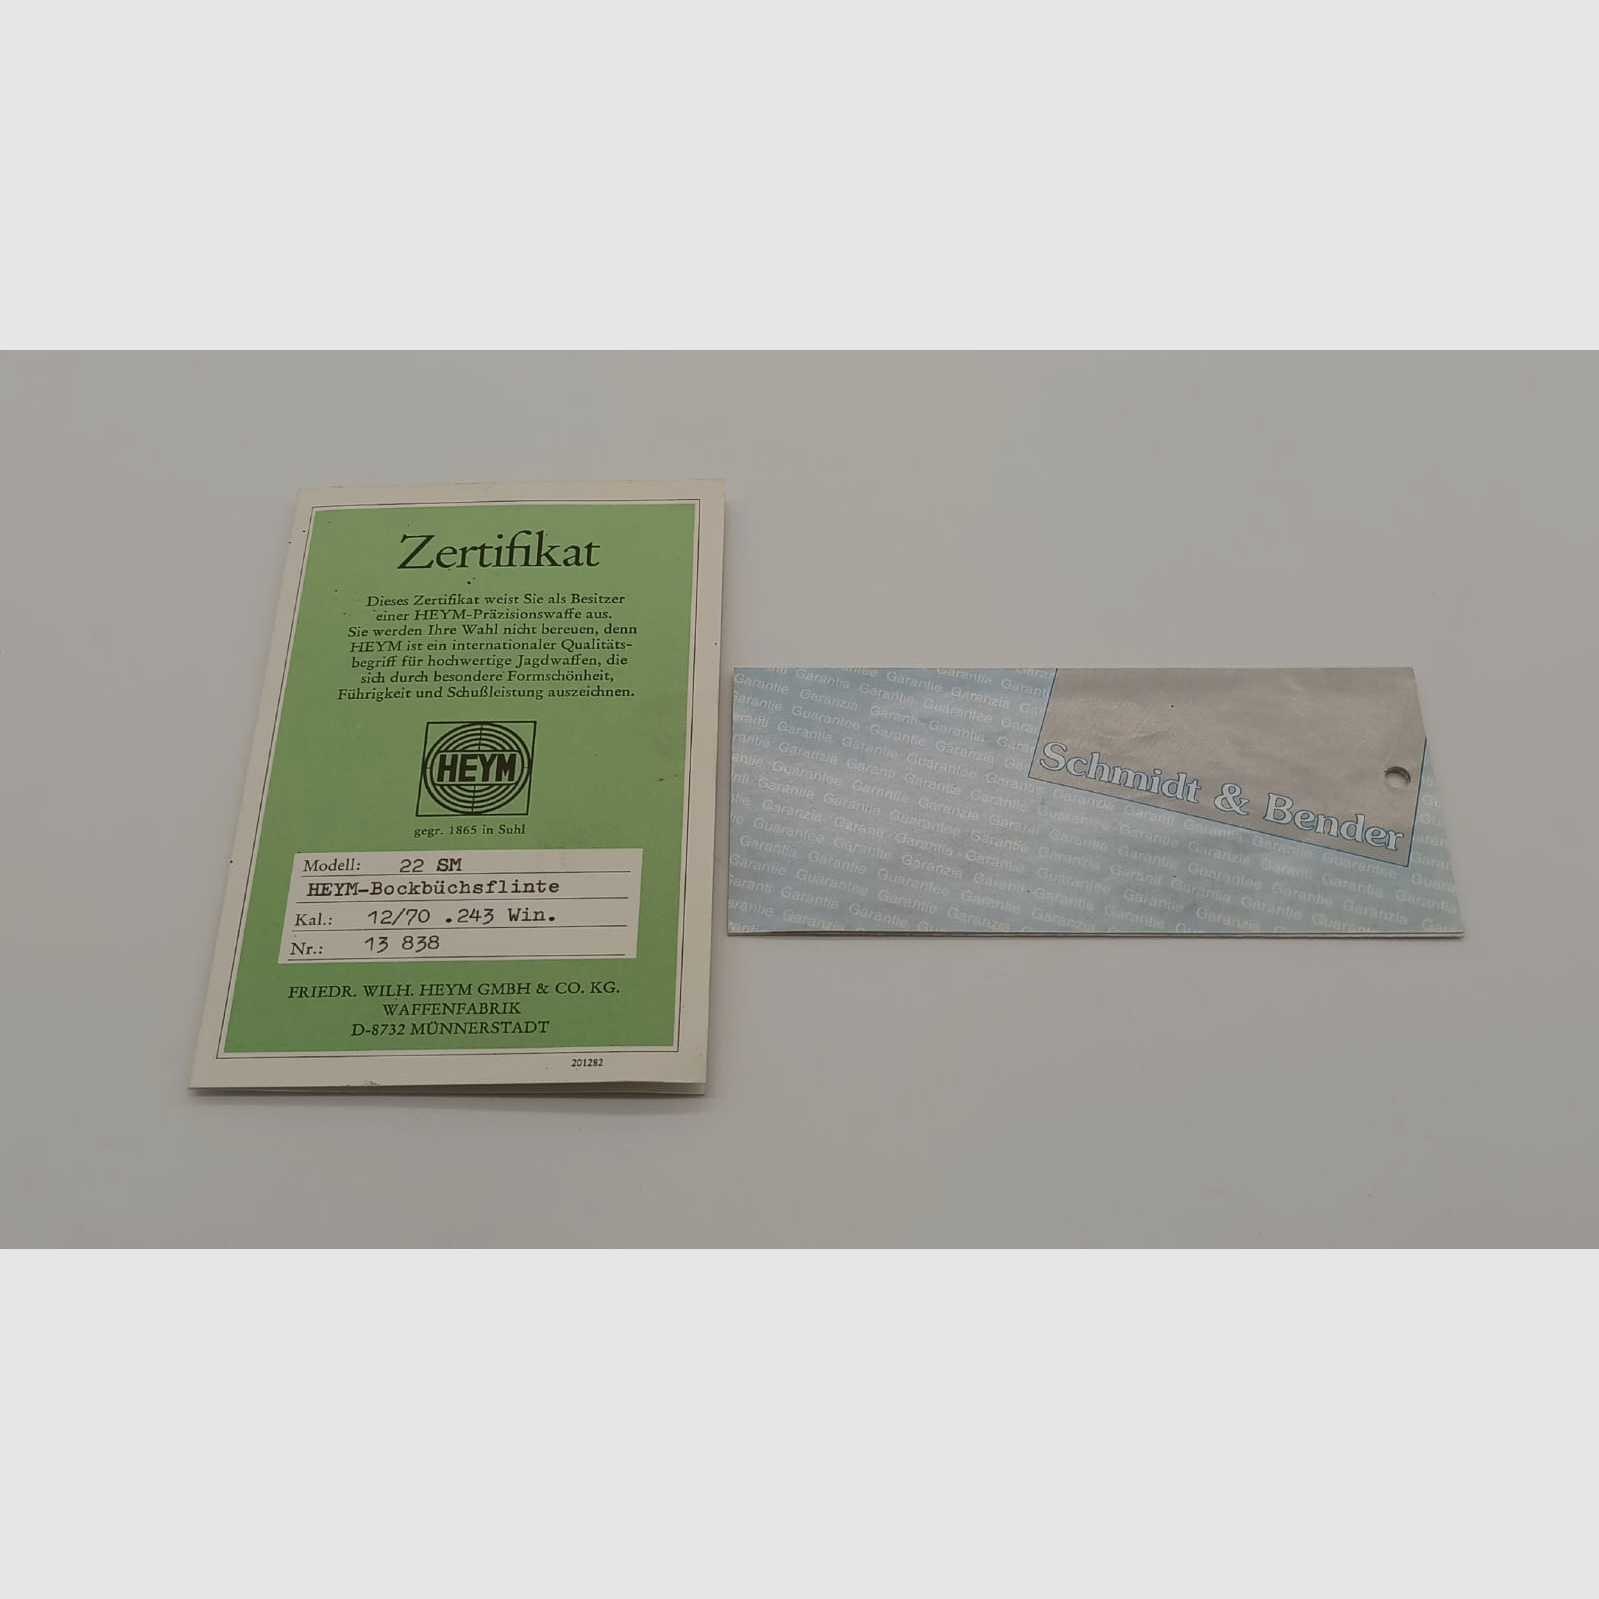 Zertifikat
Dieses Zertifikat weist Sie als Besitzer
einer HEYM-Präzisionswaffe aus.
Sie werden Ihre Wahl nicht bereuen, denn
HEYM ist ein internationaler Qualitäts-
begriff für hochwertige Jagdwaffen, die
sich durch besondere Formschönheit,
Führigkeit und Schußleistung auszeichnen.
HEYM
gegr. 1865 in Suhl
Modell: 22 SM
HEYM-Bockbüchsflinte
Kal.: 12/70 .243 Win.
Nr.: 13 838
FRIEDR. WILH. HEYM GMBH & CO. KG.
WAFFENFABRIK
D-8732 MÜNNERSTADT
201282
Schmidt & Bender